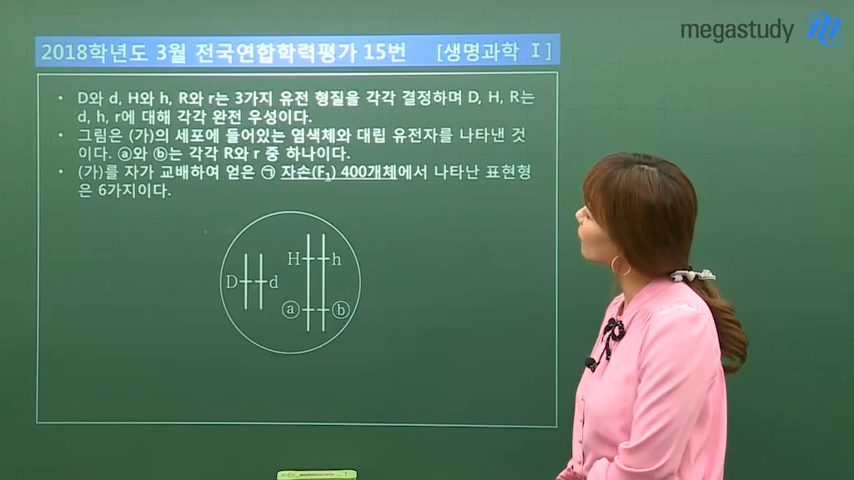 megastudy
2018학년도 3월 전국연합학력평가 15번 [생명과학 Ⅰ]
• D와 d, H와 h, R와 r는 3가지 유전 형질을 각각 결정하며 D, H, R는
d, h, r에 대해 각각 완전 우성이다.
• 그림은 (가)의 세포에 들어있는 염색체와 대립 유전자를 나타낸 것
이다. ⓐ와 ⓑ는 각각 R와 r 중 하나이다.
• (가)를 자가 교배하여 얻은 ㉠ 자손(F₁) 400개체에서 나타난 표현형
은 6가지이다.
H h
D d
ⓐ ⓑ